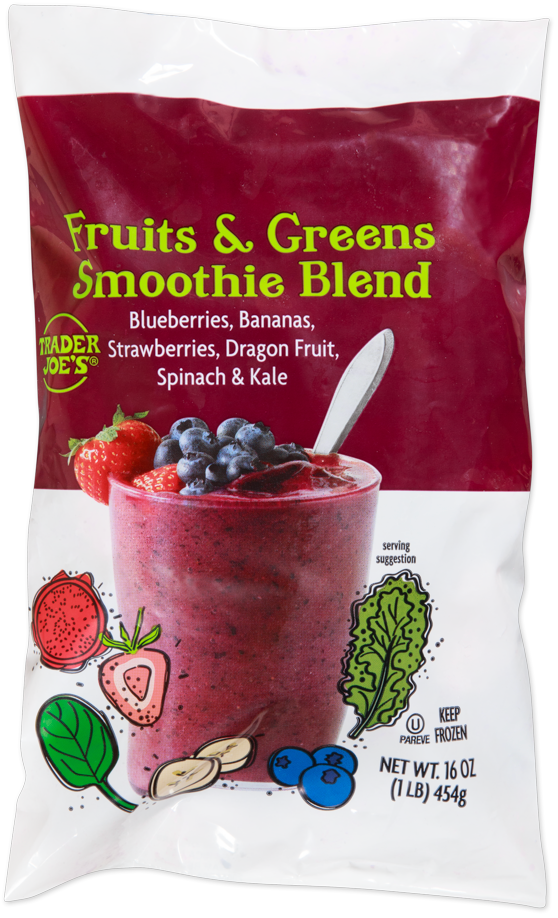 Fruits & Greens
Smoothie Blend
Blueberries, Bananas,
Strawberries, Dragon Fruit,
Spinach & Kale
TRADER
JOE'S®
serving
suggestion
U
PAREVE
KEEP
FROZEN
NET WT. 16 OZ
(1 LB) 454g